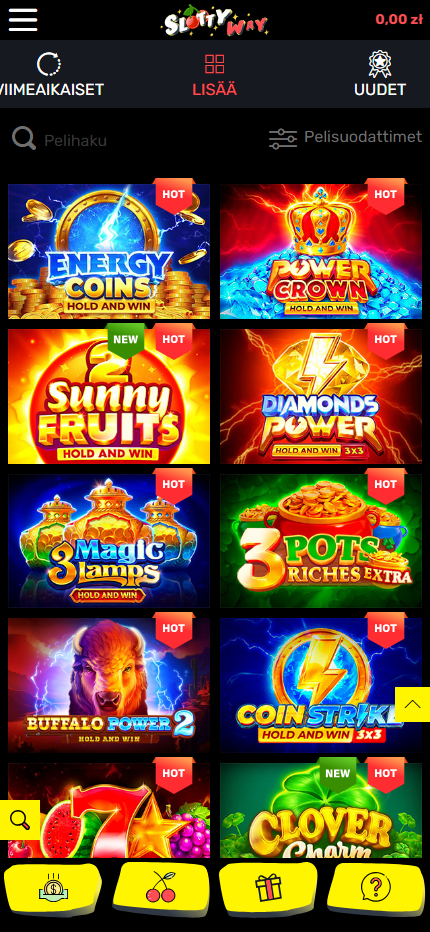 SLOTTY WAY
0,00 zł
VIIMEAIKAISET
LISÄÄ
UUDET
Pelihaku
Pelisuodattimet
HOT
ENERGY
COINS
HOLD AND WIN
HOT
POWER
CROWN
HOLD AND WIN
NEW
HOT
2
Sunny
FRUITS
HOLD AND WIN
HOT
DIAMONDS
POWER
HOLD AND WIN 3X3
HOT
3 Magic
lamps
HOLD AND WIN
HOT
3 POTS
RICHES EXTRA
HOT
BUFFALO POWER 2
HOLD AND WIN
HOT
COIN STRIKE
HOLD AND WIN 3X3
HOT
7
NEW
HOT
CLOVER
Charm